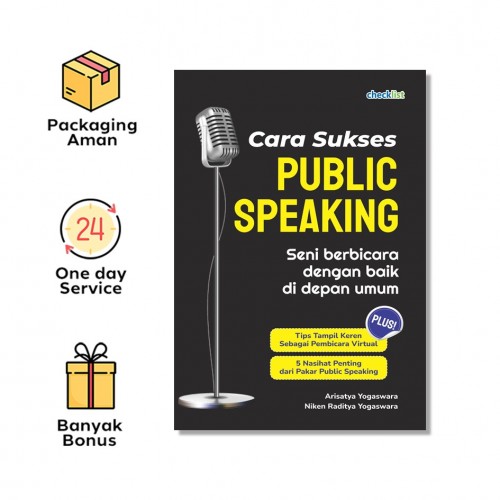 Packaging
Aman
24
One day
Service
Banyak
Bonus
checklist
Cara Sukses
PUBLIC
SPEAKING
Seni berbicara
dengan baik
di depan umum
PLUS!
Tips Tampil Keren
Sebagai Pembicara Virtual
5 Nasihat Penting
dari Pakar Public Speaking
Arisatya Yogaswara
Niken Raditya Yogaswara